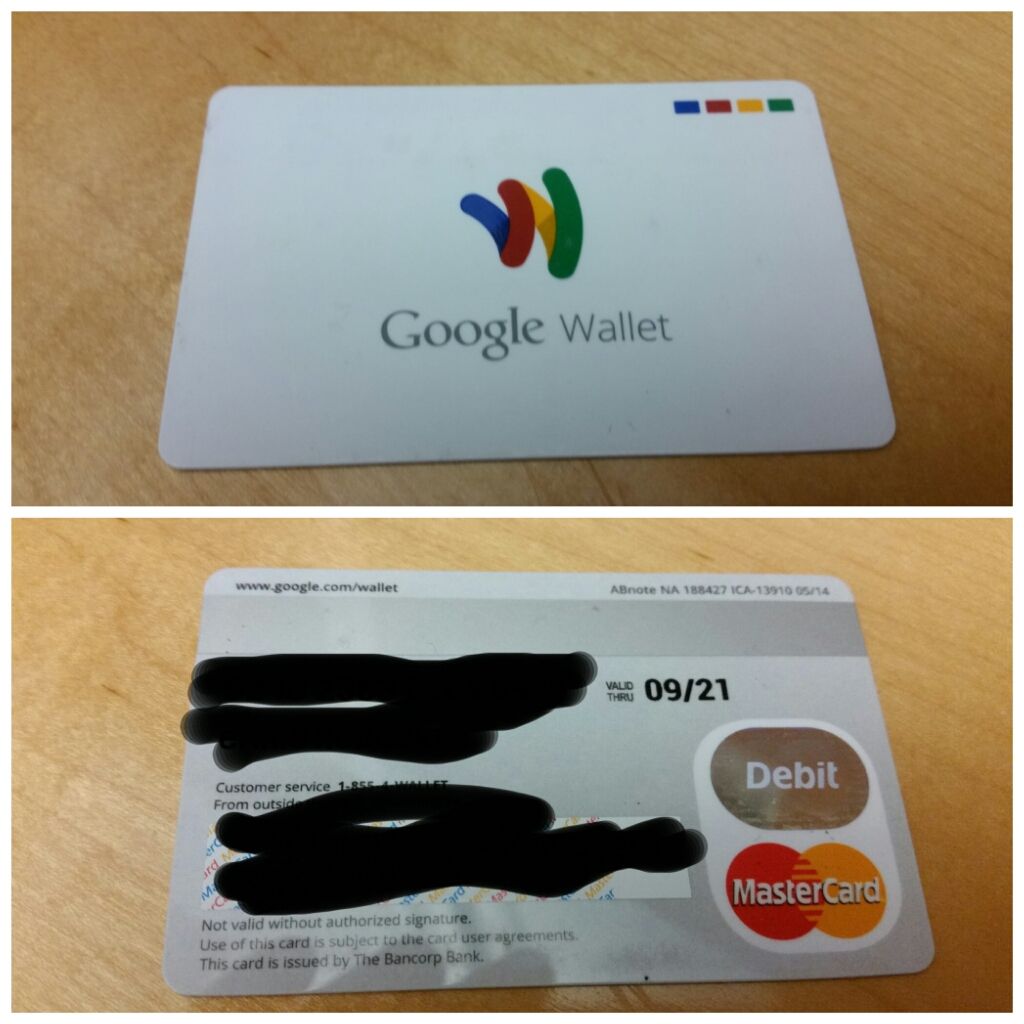 Google Wallet
www.google.com/wallet
ABnote NA 188427 ICA-13910 05/14
VALID
THRU
09/21
Debit
Customer service 1-855-4-WALLET
From outside
MasterCard
Not valid without authorized signature.
Use of this card is subject to the card user agreements.
This card is issued by The Bancorp Bank.